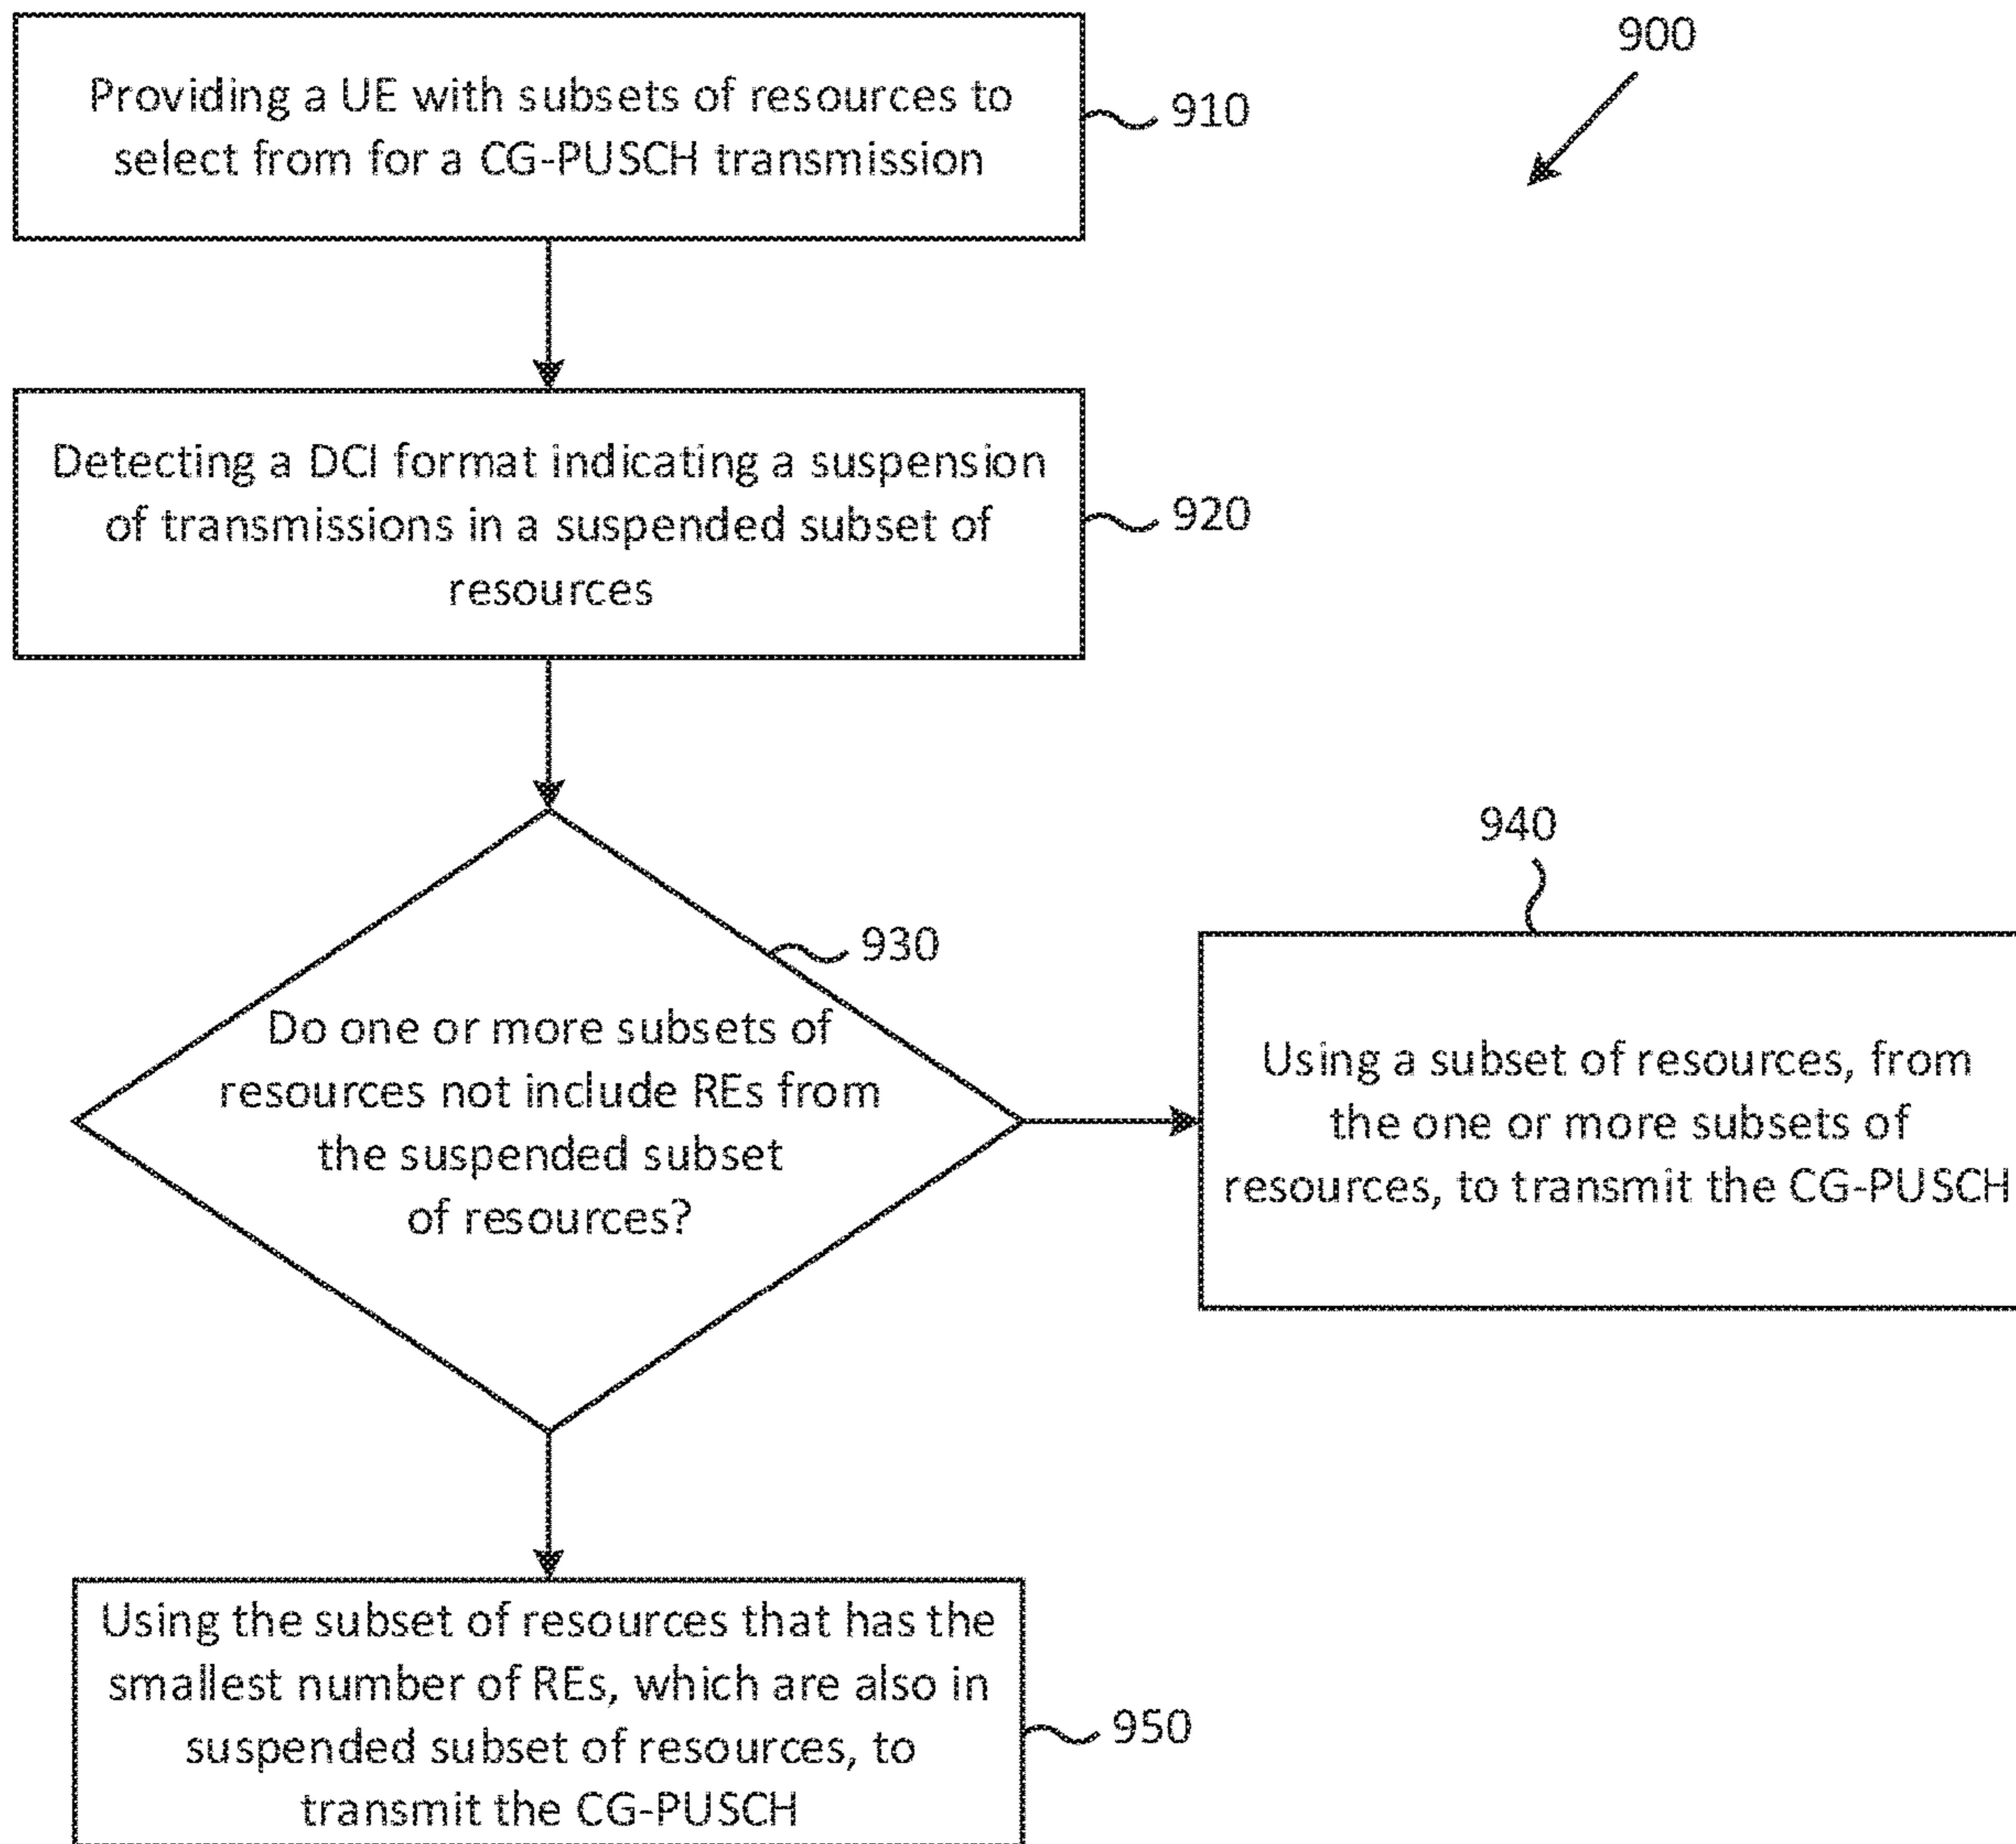 900
Providing a UE with subsets of resources to
select from for a CG-PUSCH transmission
910
Detecting a DCI format indicating a suspension
of transmissions in a suspended subset of
resources
920
930
Do one or more subsets of
resources not include REs from
the suspended subset
of resources?
940
Using a subset of resources, from
the one or more subsets of
resources, to transmit the CG-PUSCH
Using the subset of resources that has the
smallest number of REs, which are also in
suspended subset of resources, to
transmit the CG-PUSCH
950